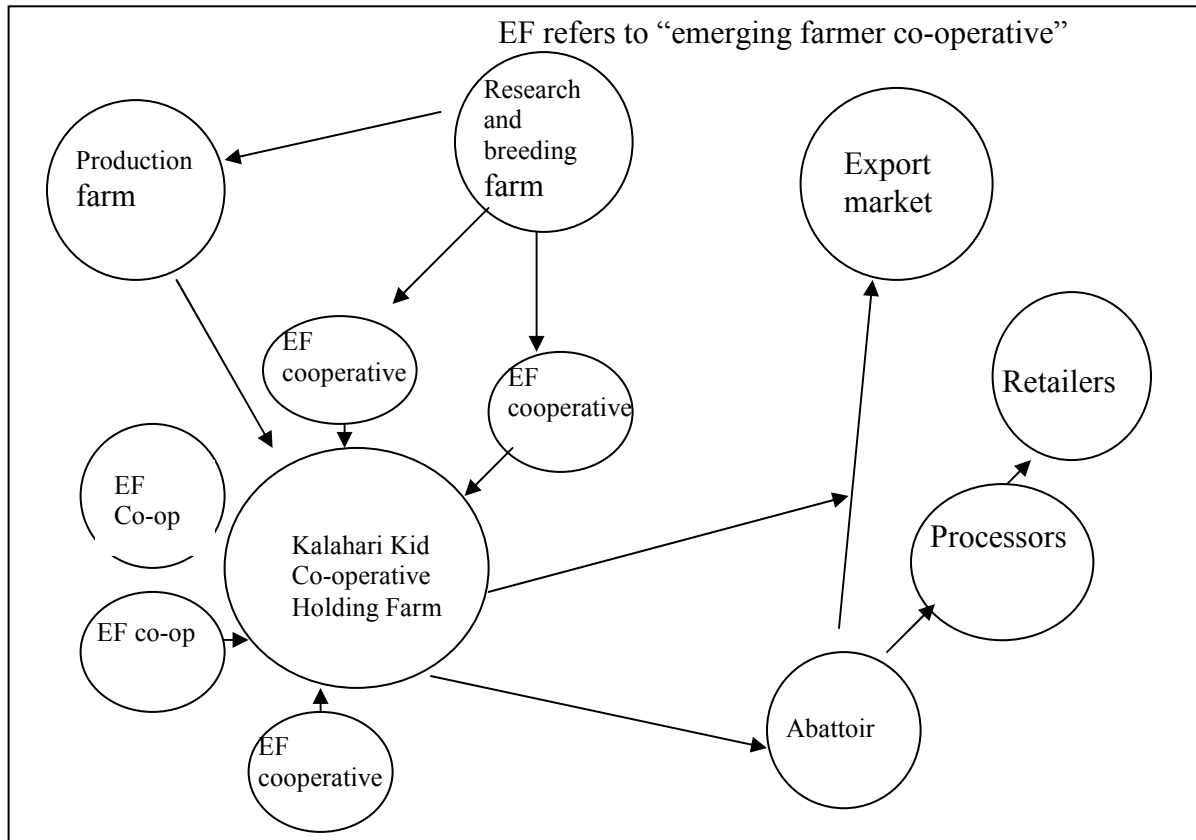 EF refers to “emerging farmer co-operative”
Research
and
breeding
farm
Production
farm
Export
market
EF
cooperative
EF
cooperative
Retailers
EF
Co-op
Kalahari Kid
Co-operative
Holding Farm
Processors
EF co-op
Abattoir
EF
cooperative